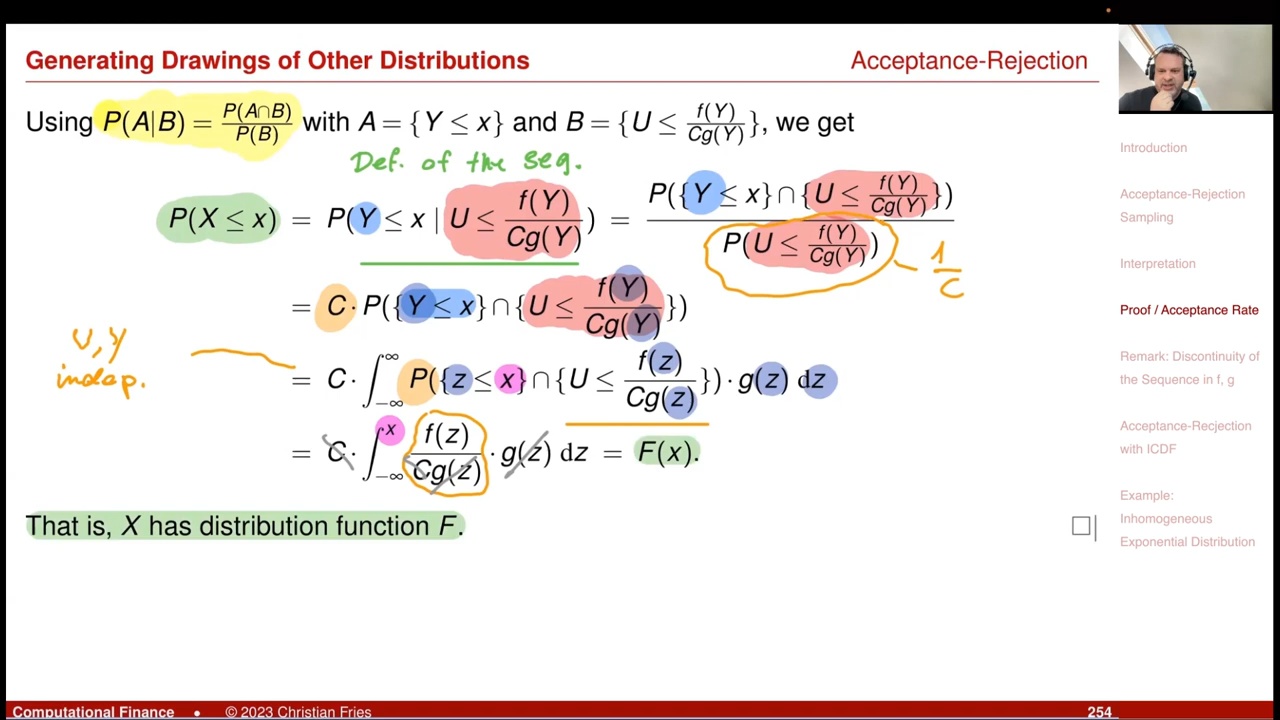 Generating Drawings of Other Distributions
Acceptance-Rejection
Using P(A|B) = P(A∩B)/P(B) with A = {Y ≤ x} and B = {U ≤ f(Y)/Cg(Y)}, we get
Def. of the seq.
P(X ≤ x) = P(Y ≤ x | U ≤ f(Y)/Cg(Y)) = P({Y ≤ x} ∩ {U ≤ f(Y)/Cg(Y)}) / P(U ≤ f(Y)/Cg(Y))
1/C
= C · P({Y ≤ x} ∩ {U ≤ f(Y)/Cg(Y)})
U, Y
indep.
= C · ∫_{−∞}^{∞} P({z ≤ x} ∩ {U ≤ f(z)/Cg(z)}) · g(z) dz
= C · ∫_{−∞}^{x} f(z)/Cg(z) · g(z) dz = F(x).
That is, X has distribution function F.
□
Introduction
Acceptance-Rejection
Sampling
Interpretation
Proof / Acceptance Rate
Remark: Discontinuity of
the Sequence in f, g
Acceptance-Recjection
with ICDF
Example:
Inhomogeneous
Exponential Distribution
Computational Finance • © 2023 Christian Fries
254